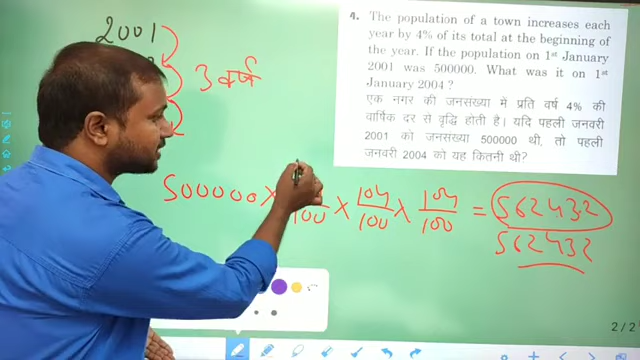 4. The population of a town increases each
year by 4% of its total at the beginning of
the year. If the population on 1st January
2001 was 500000. What was it on 1st
January 2004 ?
एक नगर की जनसंख्या में प्रति वर्ष 4% की
वार्षिक दर से वृद्धि होती है। यदि पहली जनवरी
2001 को जनसंख्या 500000 थी, तो पहली
जनवरी 2004 को यह कितनी थी?
2001
3 वर्ष
500000 × 100 × 104/100 × 104/100 = 562432
562432
2/2